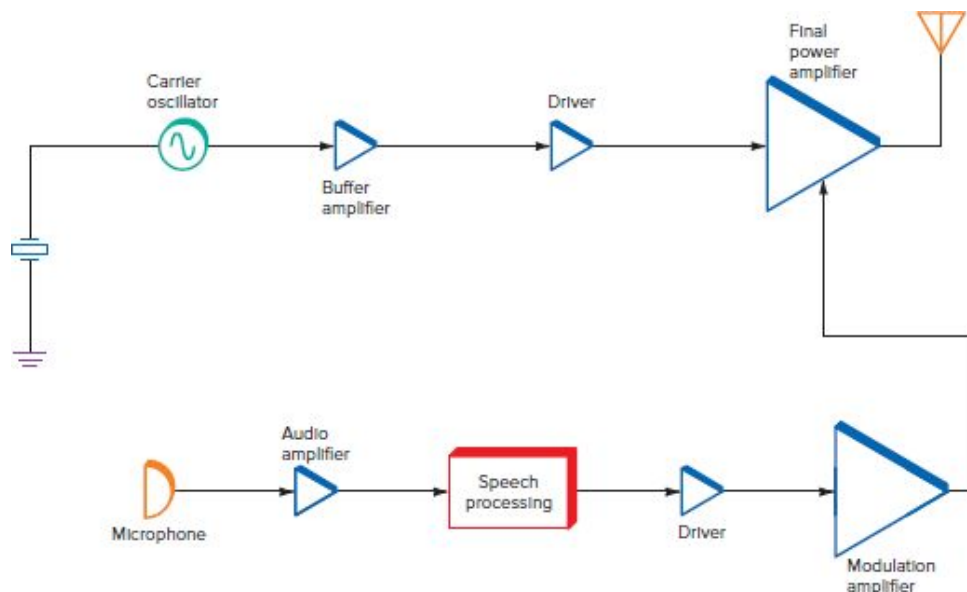 Final
power
amplifier
Carrier
oscillator
Driver
Buffer
amplifier
Audio
amplifier
Speech
processing
Microphone
Driver
Modulation
amplifier